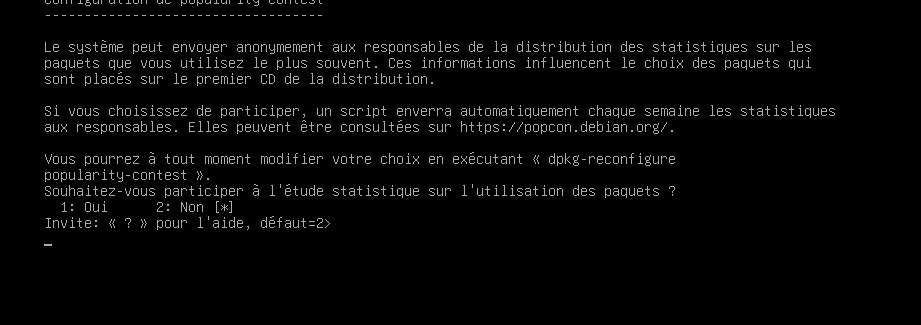 Configuration de popularity-contest
-----------------------------------
Le système peut envoyer anonymement aux responsables de la distribution des statistiques sur les
paquets que vous utilisez le plus souvent. Ces informations influencent le choix des paquets qui
sont placés sur le premier CD de la distribution.
Si vous choisissez de participer, un script enverra automatiquement chaque semaine les statistiques
aux responsables. Elles peuvent être consultées sur https://popcon.debian.org/.
Vous pourrez à tout moment modifier votre choix en exécutant « dpkg-reconfigure
popularity-contest ».
Souhaitez-vous participer à l'étude statistique sur l'utilisation des paquets ?
1: Oui 2: Non [*]
Invite: « ? » pour l'aide, défaut=2>